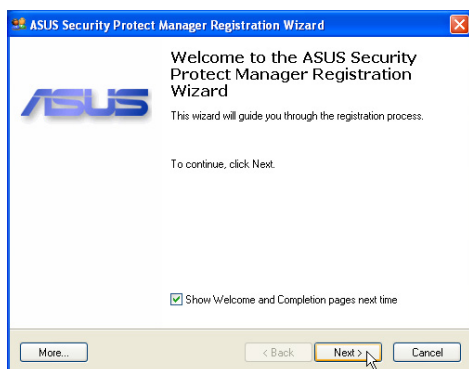 ASUS Security Protect Manager Registration Wizard
Welcome to the ASUS Security
Protect Manager Registration
Wizard
ASUS
This wizard will guide you through the registration process.
To continue, click Next.
Show Welcome and Completion pages next time
More...
< Back
Next >
Cancel